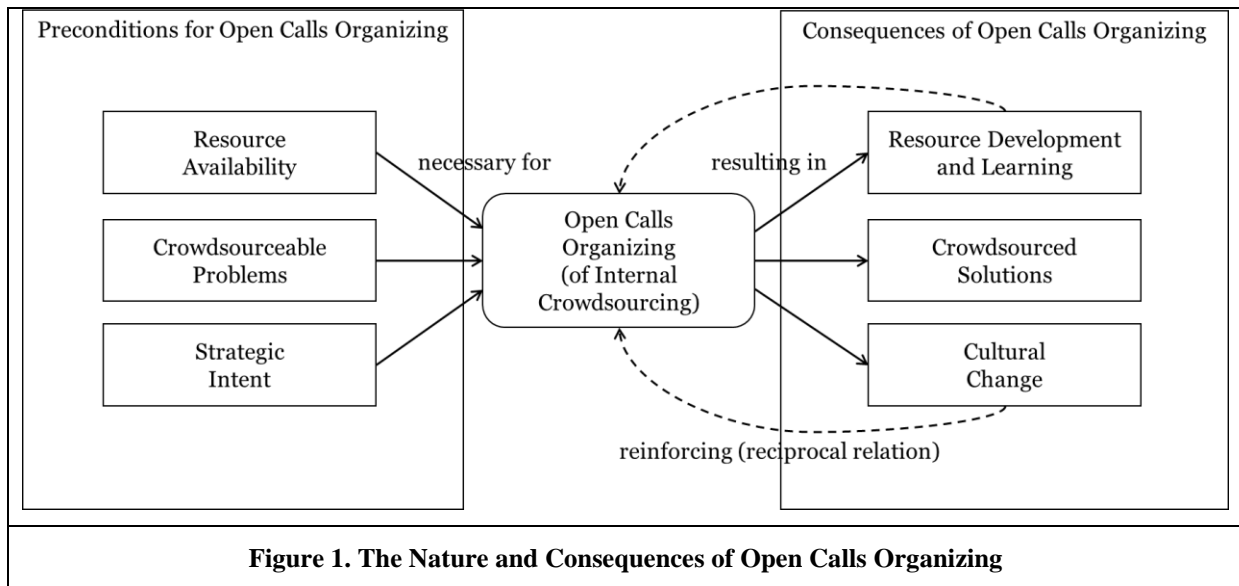 Preconditions for Open Calls Organizing
Resource
Availability
Crowdsourceable
Problems
Strategic
Intent
necessary for
Open Calls
Organizing
(of Internal
Crowdsourcing)
resulting in
Consequences of Open Calls Organizing
Resource Development
and Learning
Crowdsourced
Solutions
Cultural
Change
reinforcing (reciprocal relation)
Figure 1. The Nature and Consequences of Open Calls Organizing